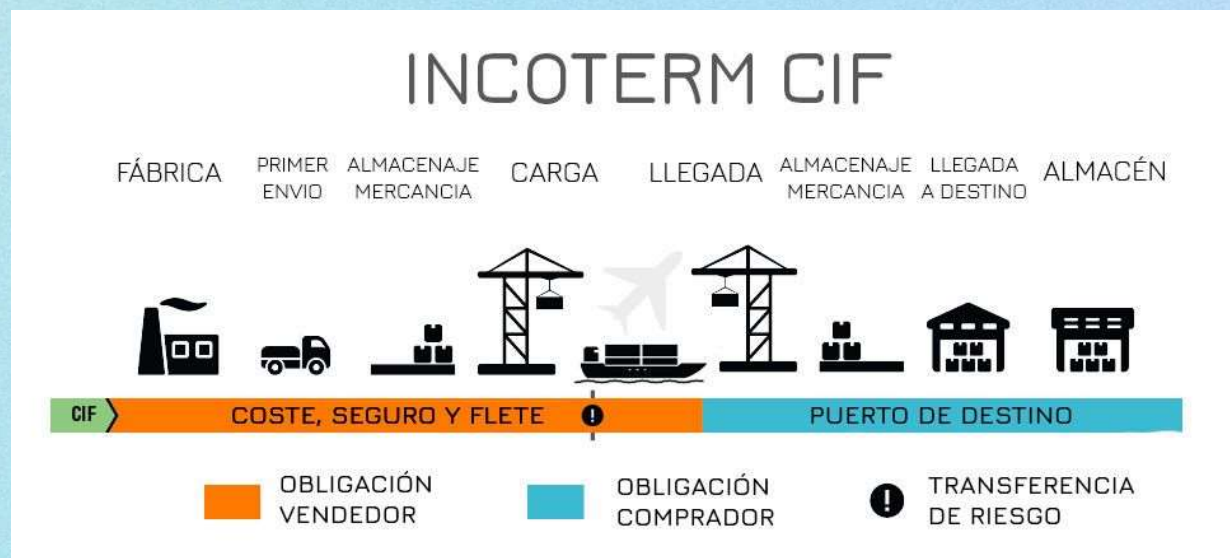 INCOTERM CIF
FÁBRICA
PRIMER
ENVIO
ALMACENAJE
MERCANCIA
CARGA
LLEGADA
ALMACENAJE
MERCANCIA
LLEGADA
A DESTINO
ALMACÉN
CIF
COSTE, SEGURO Y FLETE
!
PUERTO DE DESTINO
OBLIGACIÓN
VENDEDOR
OBLIGACIÓN
COMPRADOR
!
TRANSFERENCIA
DE RIESGO